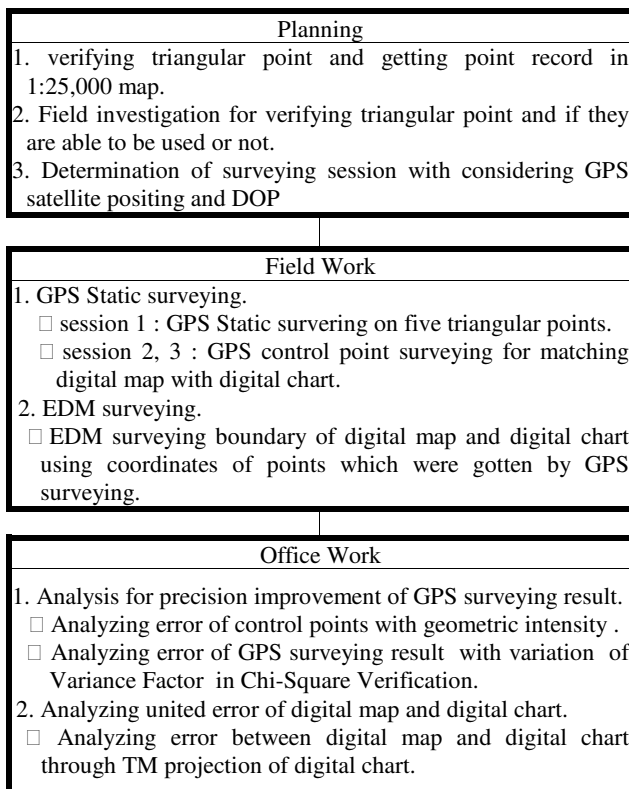 Planning
1. verifying triangular point and getting point record in
1:25,000 map.
2. Field investigation for verifying triangular point and if they
are able to be used or not.
3. Determination of surveying session with considering GPS
satellite positing and DOP
Field Work
1. GPS Static surveying.
□ session 1 : GPS Static survering on five triangular points.
□ session 2, 3 : GPS control point surveying for matching
digital map with digital chart.
2. EDM surveying.
□ EDM surveying boundary of digital map and digital chart
using coordinates of points which were gotten by GPS
surveying.
Office Work
1. Analysis for precision improvement of GPS surveying result.
□ Analyzing error of control points with geometric intensity .
□ Analyzing error of GPS surveying result with variation of
Variance Factor in Chi-Square Verification.
2. Analyzing united error of digital map and digital chart.
□ Analyzing error between digital map and digital chart
through TM projection of digital chart.